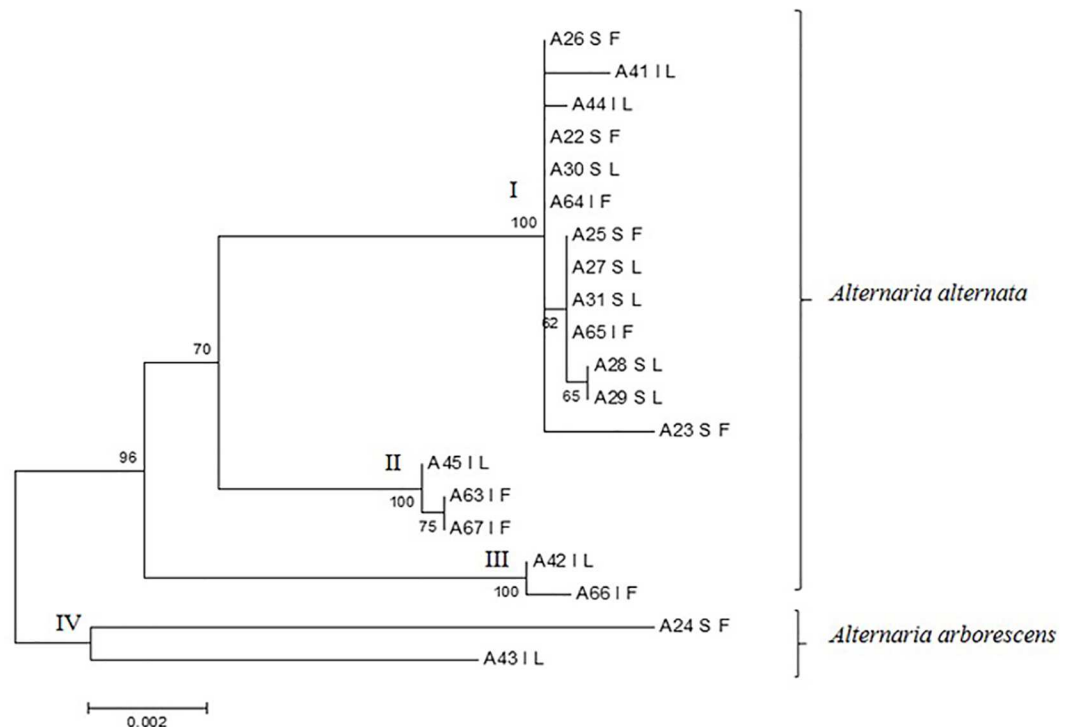 A26 S F
A41 I L
A44 I L
A22 S F
A30 S L
I
A64 I F
100
A25 S F
A27 S L
Alternaria alternata
A31 S L
62
A65 I F
70
A28 S L
65
A29 S L
A23 S F
96
II
A45 I L
100
A63 I F
75
A67 I F
III
A42 I L
100
A66 I F
IV
A24 S F
Alternaria arborescens
A43 I L
0.002